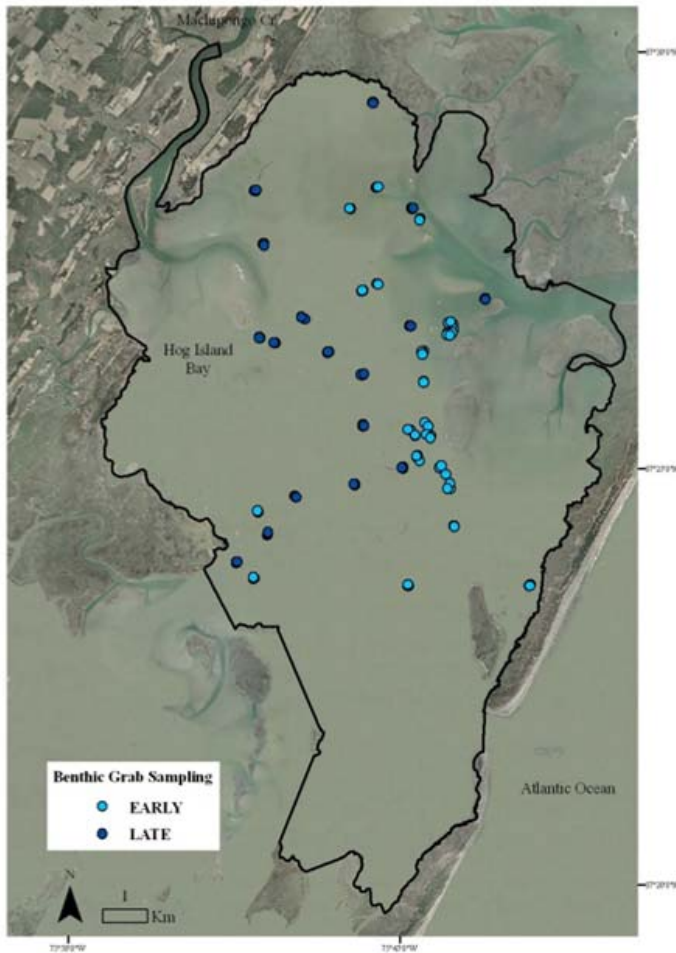 Machipongo Cr.
Hog Island
Bay
Atlantic Ocean
Benthic Grab Sampling
EARLY
LATE
N
1
Km